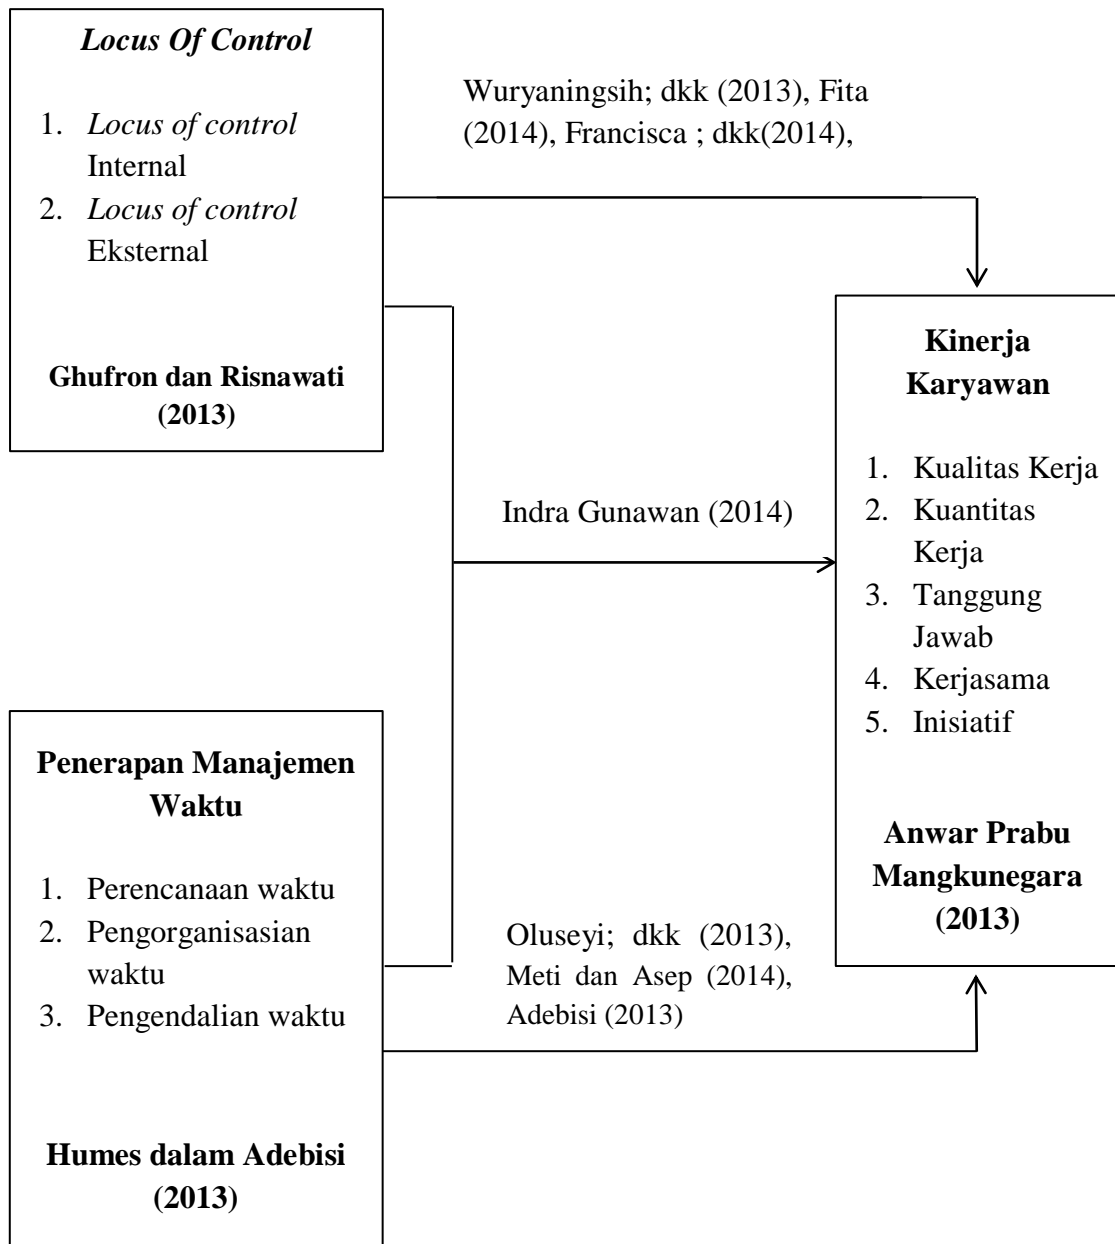 Locus Of Control
1. Locus of control
Internal
2. Locus of control
Eksternal
Ghufron dan Risnawati
(2013)
Wuryaningsih; dkk (2013), Fita
(2014), Francisca ; dkk(2014),
Indra Gunawan (2014)
Kinerja
Karyawan
1. Kualitas Kerja
2. Kuantitas
Kerja
3. Tanggung
Jawab
4. Kerjasama
5. Inisiatif
Anwar Prabu
Mangkunegara
(2013)
Penerapan Manajemen
Waktu
1. Perencanaan waktu
2. Pengorganisasian
waktu
3. Pengendalian waktu
Humes dalam Adebisi
(2013)
Oluseyi; dkk (2013),
Meti dan Asep (2014),
Adebisi (2013)